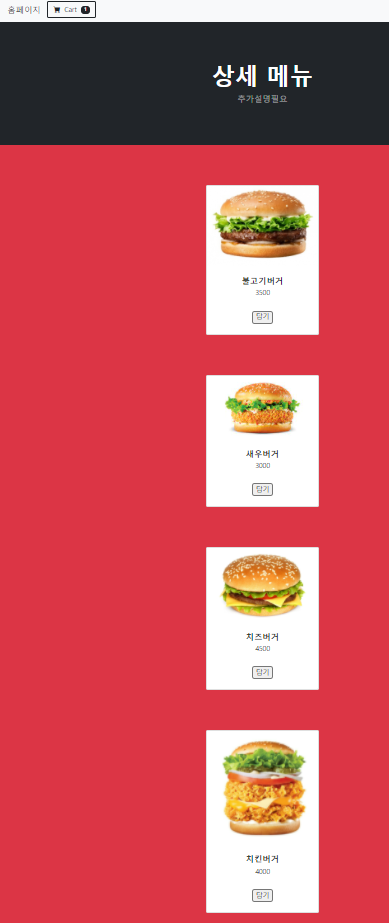 홈페이지 Cart 1
상세 메뉴
추가설명필요
불고기버거
3500
담기
새우버거
3000
담기
치즈버거
4500
담기
치킨버거
4000
담기